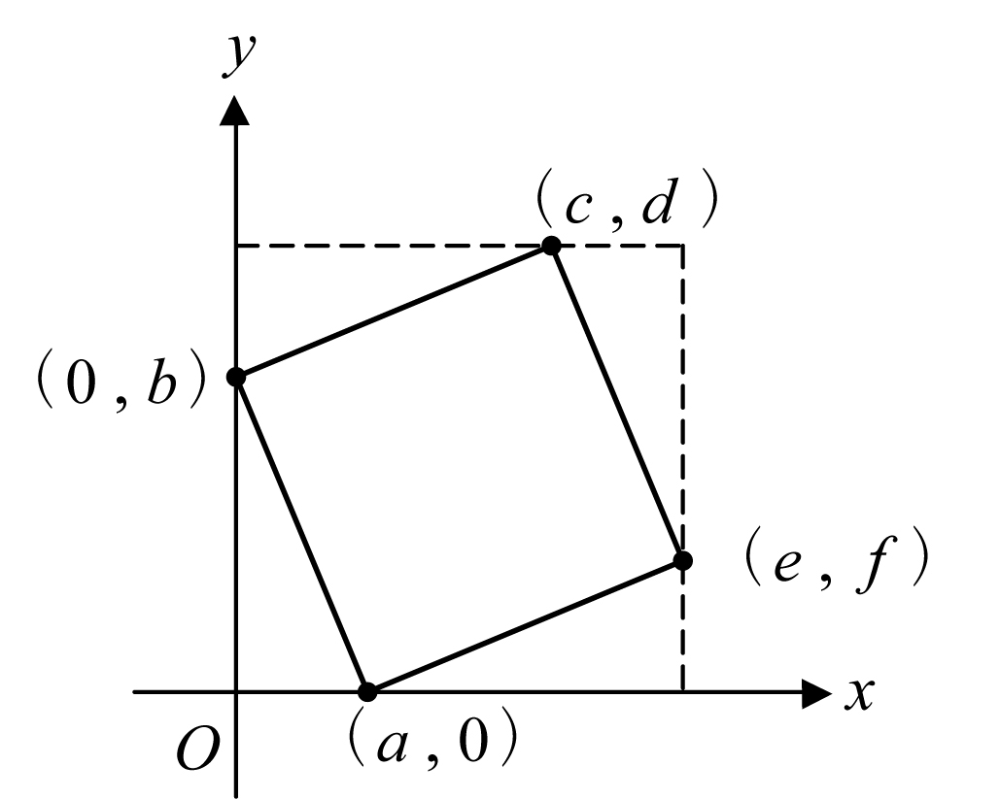 y
(c,d)
(0,b)
(e,f)
x
O
(a,0)